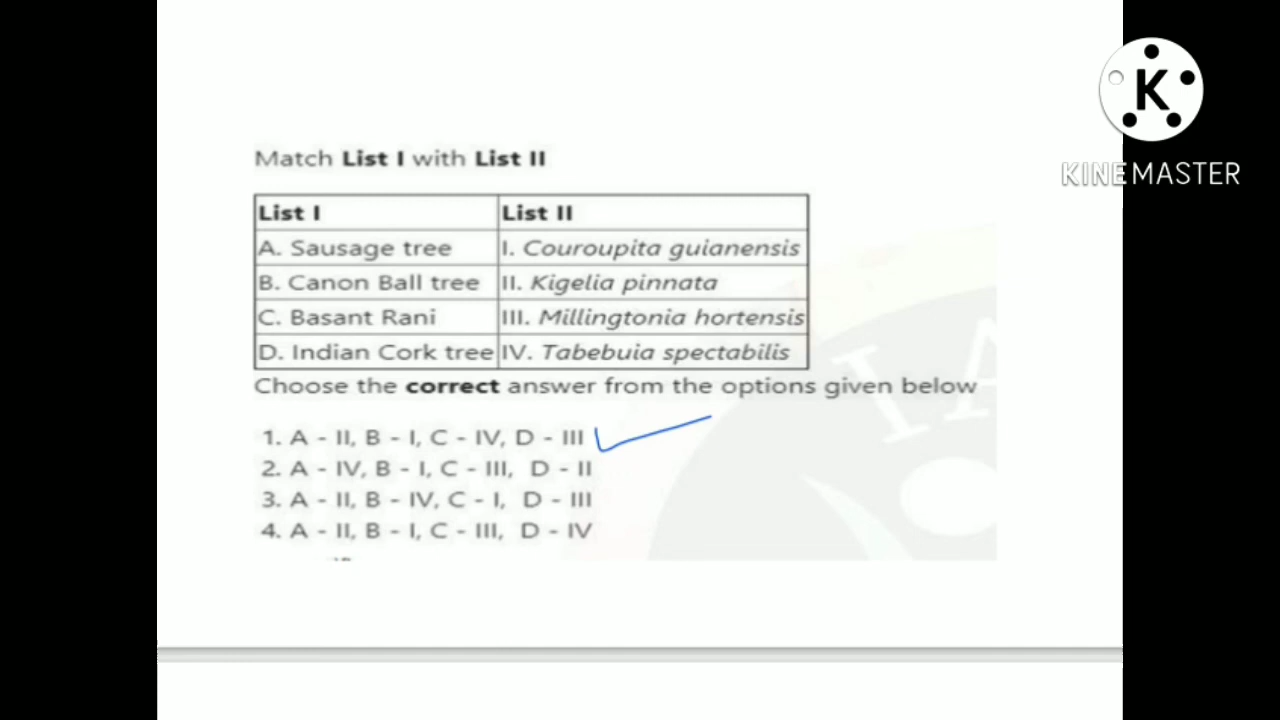 K
KINEMASTER
Match List I with List II
List I List II
A. Sausage tree I. Couroupita guianensis
B. Canon Ball tree II. Kigelia pinnata
C. Basant Rani III. Millingtonia hortensis
D. Indian Cork tree IV. Tabebuia spectabilis
Choose the correct answer from the options given below
1. A - II, B - I, C - IV, D - III
2. A - IV, B - I, C - III, D - II
3. A - II, B - IV, C - I, D - III
4. A - II, B - I, C - III, D - IV
IA